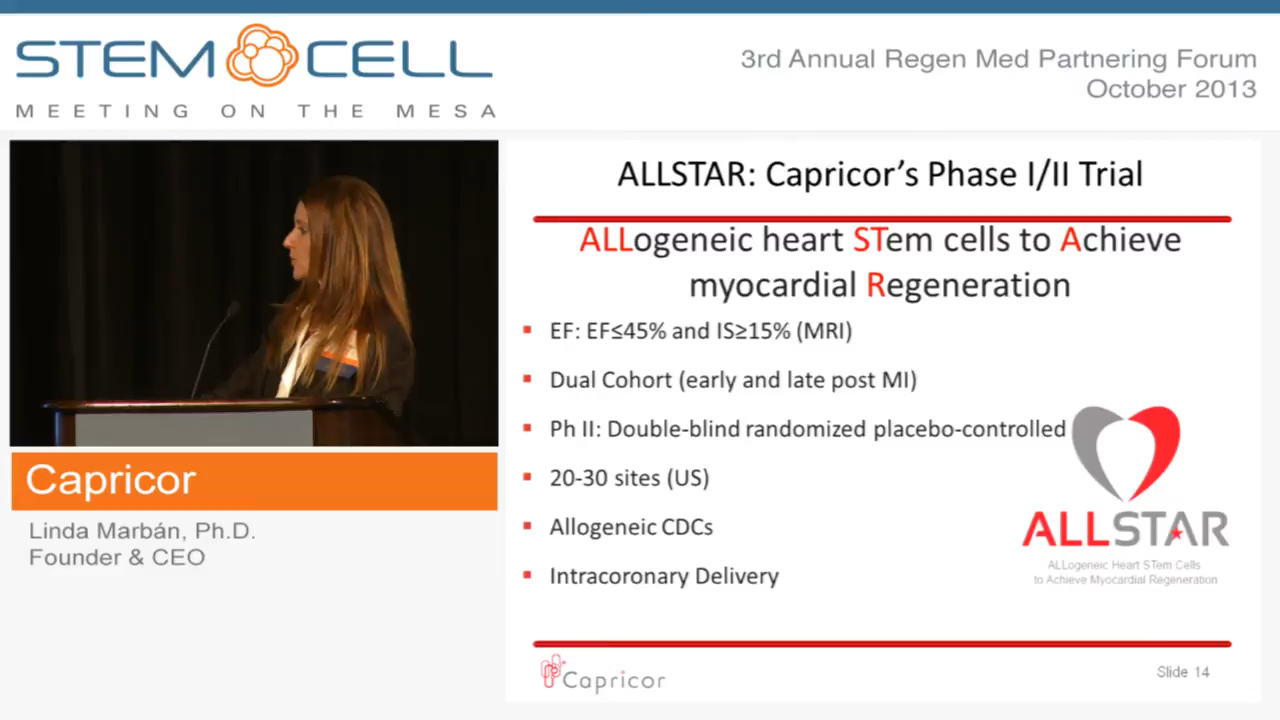 STEM CELL
MEETING ON THE MESA
3rd Annual Regen Med Partnering Forum
October 2013
Capricor
Linda Marbán, Ph.D.
Founder & CEO
ALLSTAR: Capricor's Phase I/II Trial
ALLogeneic heart STem cells to Achieve
myocardial Regeneration
▪ EF: EF≤45% and IS≥15% (MRI)
▪ Dual Cohort (early and late post MI)
▪ Ph II: Double-blind randomized placebo-controlled
▪ 20-30 sites (US)
▪ Allogeneic CDCs
▪ Intracoronary Delivery
ALLSTAR
ALLogeneic Heart STem Cells
to Achieve Myocardial Regeneration
Capricor
Slide 14